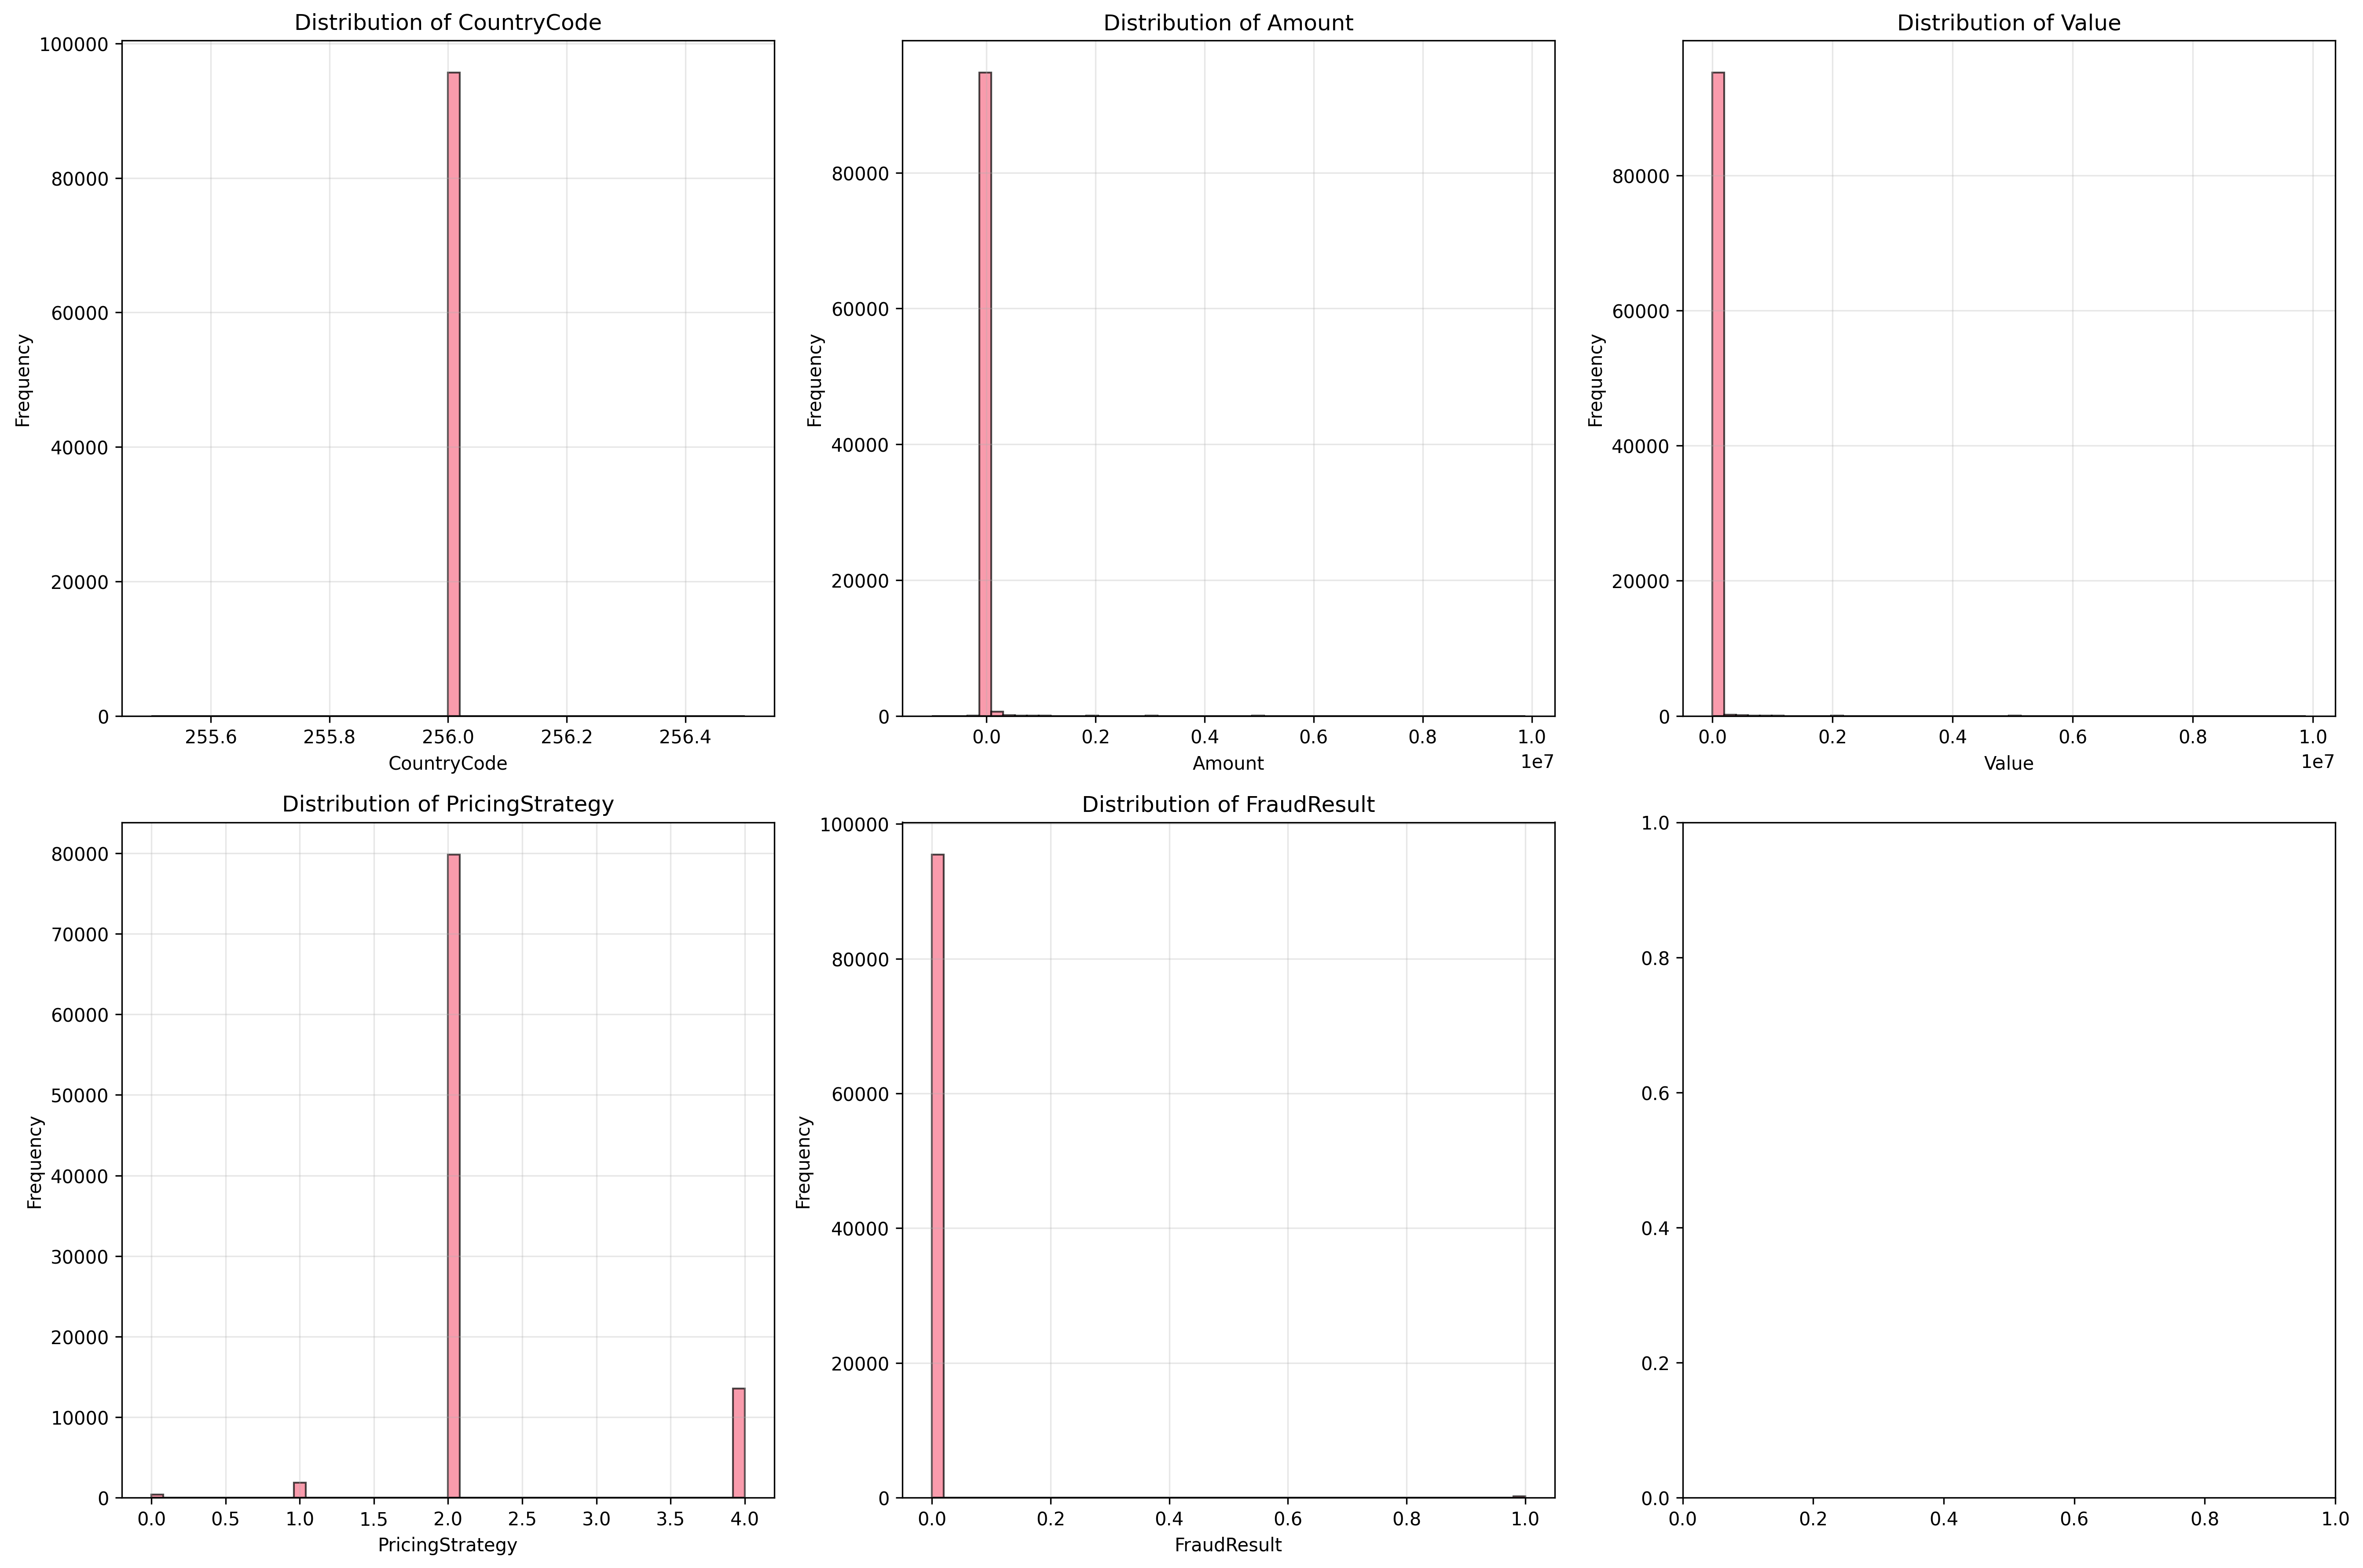 Distribution of CountryCode
100000
80000
60000
40000
20000
0
Frequency
255.6 255.8 256.0 256.2 256.4
CountryCode
Distribution of Amount
80000
60000
40000
20000
0
Frequency
0.0 0.2 0.4 0.6 0.8 1.0
1e7
Amount
Distribution of Value
80000
60000
40000
20000
0
Frequency
0.0 0.2 0.4 0.6 0.8 1.0
1e7
Value
Distribution of PricingStrategy
80000
70000
60000
50000
40000
30000
20000
10000
0
Frequency
0.0 0.5 1.0 1.5 2.0 2.5 3.0 3.5 4.0
PricingStrategy
Distribution of FraudResult
100000
80000
60000
40000
20000
0
Frequency
0.0 0.2 0.4 0.6 0.8 1.0
FraudResult
1.0
0.8
0.6
0.4
0.2
0.0
0.0 0.2 0.4 0.6 0.8 1.0